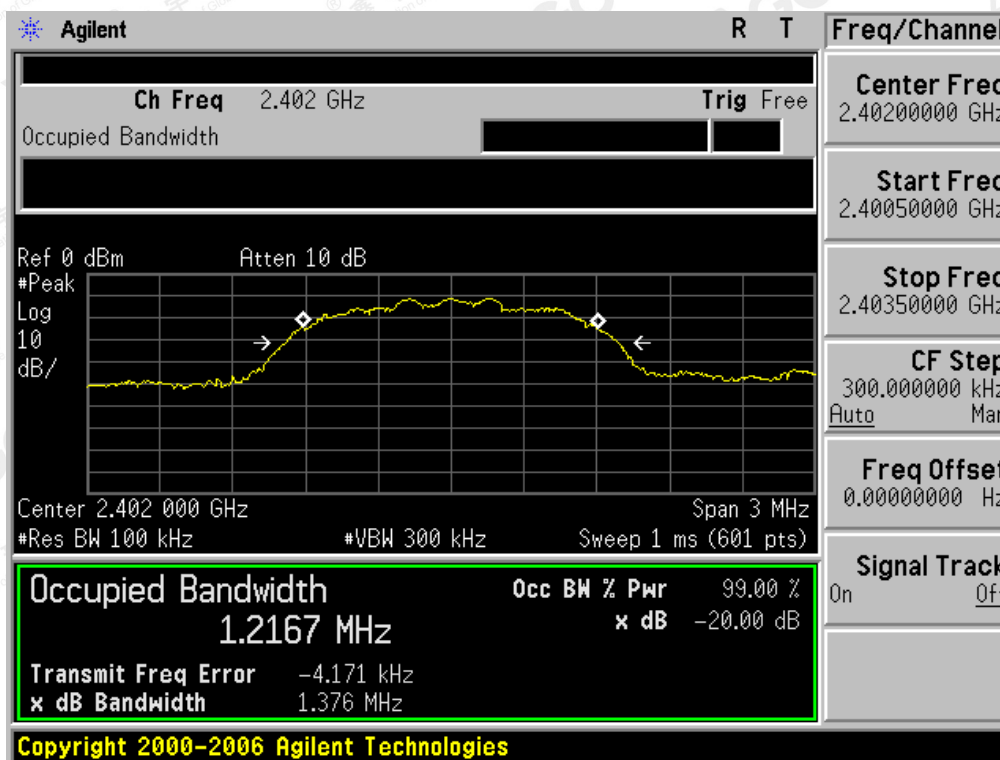 Agilent R T Freq/Channel
Ch Freq 2.402 GHz Trig Free
Occupied Bandwidth
Center Freq
2.40200000 GHz
Start Freq
2.40050000 GHz
Stop Freq
2.40350000 GHz
CF Step
300.000000 kHz
Auto Man
Freq Offset
0.00000000 Hz
Signal Track
On Off
Ref 0 dBm Atten 10 dB
#Peak
Log
10
dB/
Center 2.402 000 GHz Span 3 MHz
#Res BW 100 kHz #VBW 300 kHz Sweep 1 ms (601 pts)
Occupied Bandwidth Occ BW % Pwr 99.00 %
1.2167 MHz x dB -20.00 dB
Transmit Freq Error -4.171 kHz
x dB Bandwidth 1.376 MHz
Copyright 2000-2006 Agilent Technologies